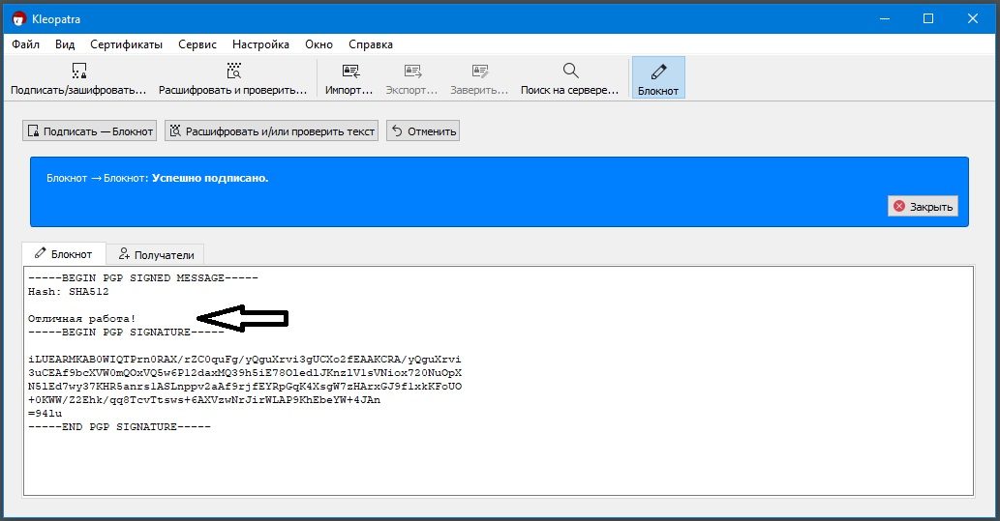 Kleopatra
Файл Вид Сертификаты Сервис Настройка Окно Справка
Подписать/зашифровать... Расшифровать и проверить... Импорт... Экспорт... Заверить... Поиск на сервере... Блокнот
Подписать — Блокнот Расшифровать и/или проверить текст Отменить
Блокнот → Блокнот: Успешно подписано.
Закрыть
Блокнот Получатели
-----BEGIN PGP SIGNED MESSAGE-----
Hash: SHA512
Отличная работа!
-----BEGIN PGP SIGNATURE-----
iLUEARMKAB0WIQTPrn0RAX/rZC0quFg/yQguXrvi3gUCXo2fEAAKCRA/yQguXrvi
3uCEAf9bcXVW0mQOxVQ5w6P12daxMQ39h5iE78OledlJKnzlV1sVNiox720NuOpX
N5lEd7wy37KHR5anrslASLnppv2aAf9rjfEYRpGqK4XsgW7zHArxGJ9flxkKFoUO
+0KWW/Z2Ehk/qq8TcvTtsws+6AXVzwNrJirWLAP9KhEbeYW+4JAn
=941u
-----END PGP SIGNATURE-----